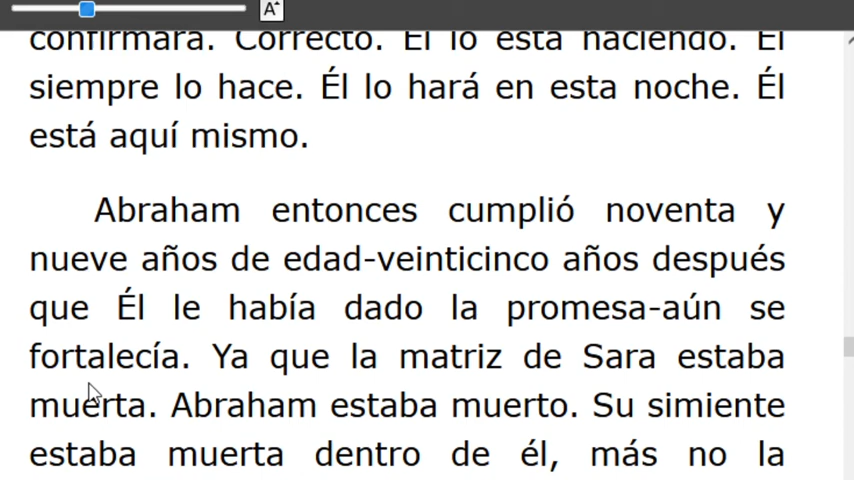 A
confirmará. Correcto. Él lo está haciendo. Él
siempre lo hace. Él lo hará en esta noche. Él
está aquí mismo.
Abraham entonces cumplió noventa y
nueve años de edad-veinticinco años después
que Él le había dado la promesa-aún se
fortalecía. Ya que la matriz de Sara estaba
muerta. Abraham estaba muerto. Su simiente
estaba muerta dentro de él, más no la